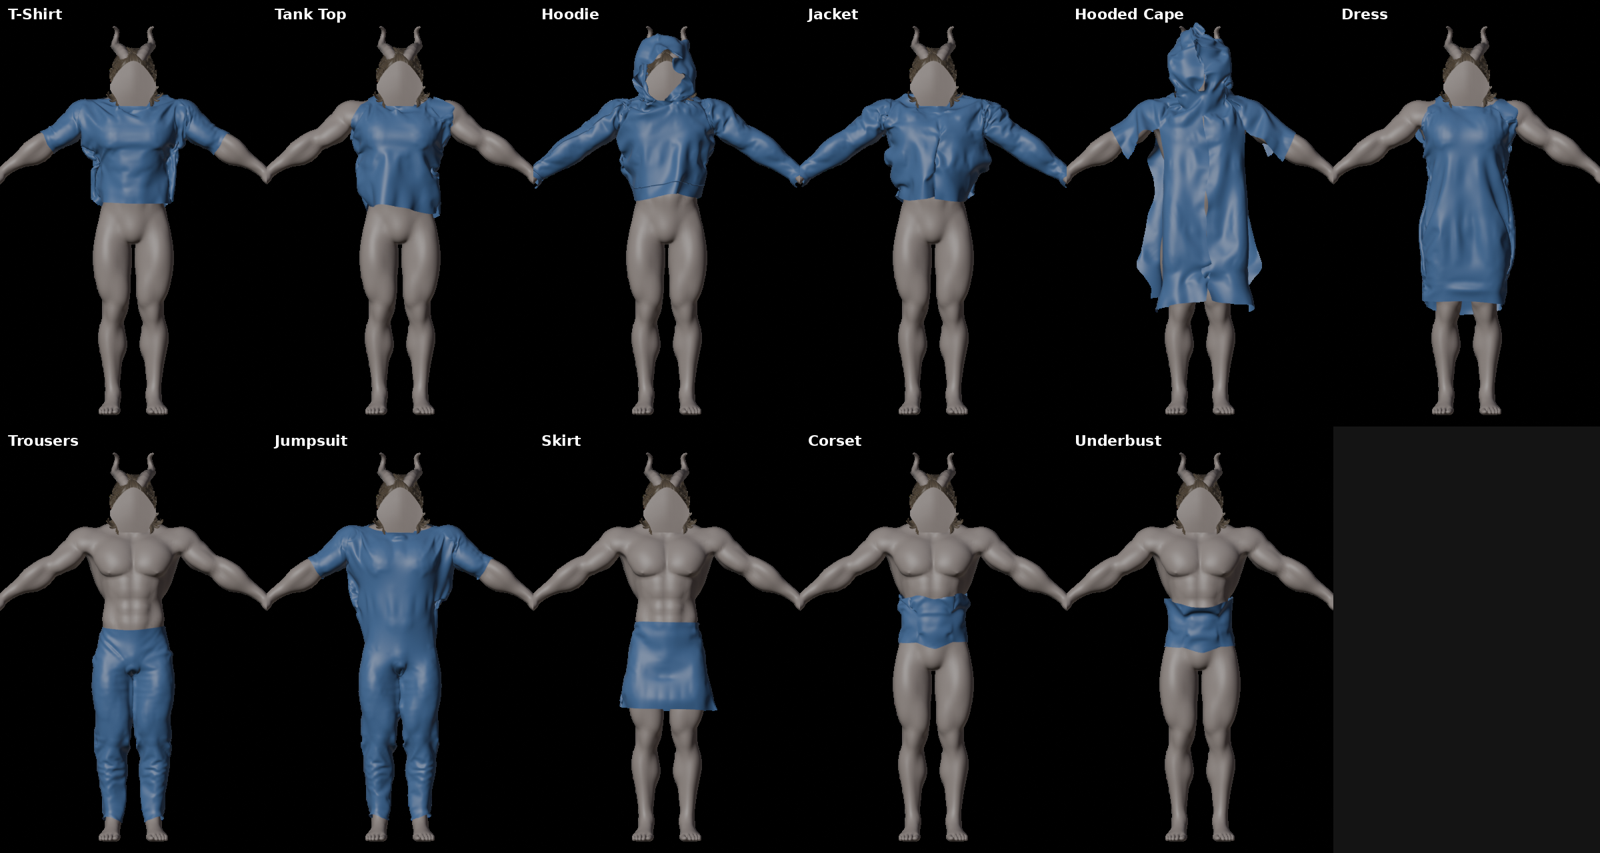 T-Shirt
Tank Top
Hoodie
Jacket
Hooded Cape
Dress
Trousers
Jumpsuit
Skirt
Corset
Underbust